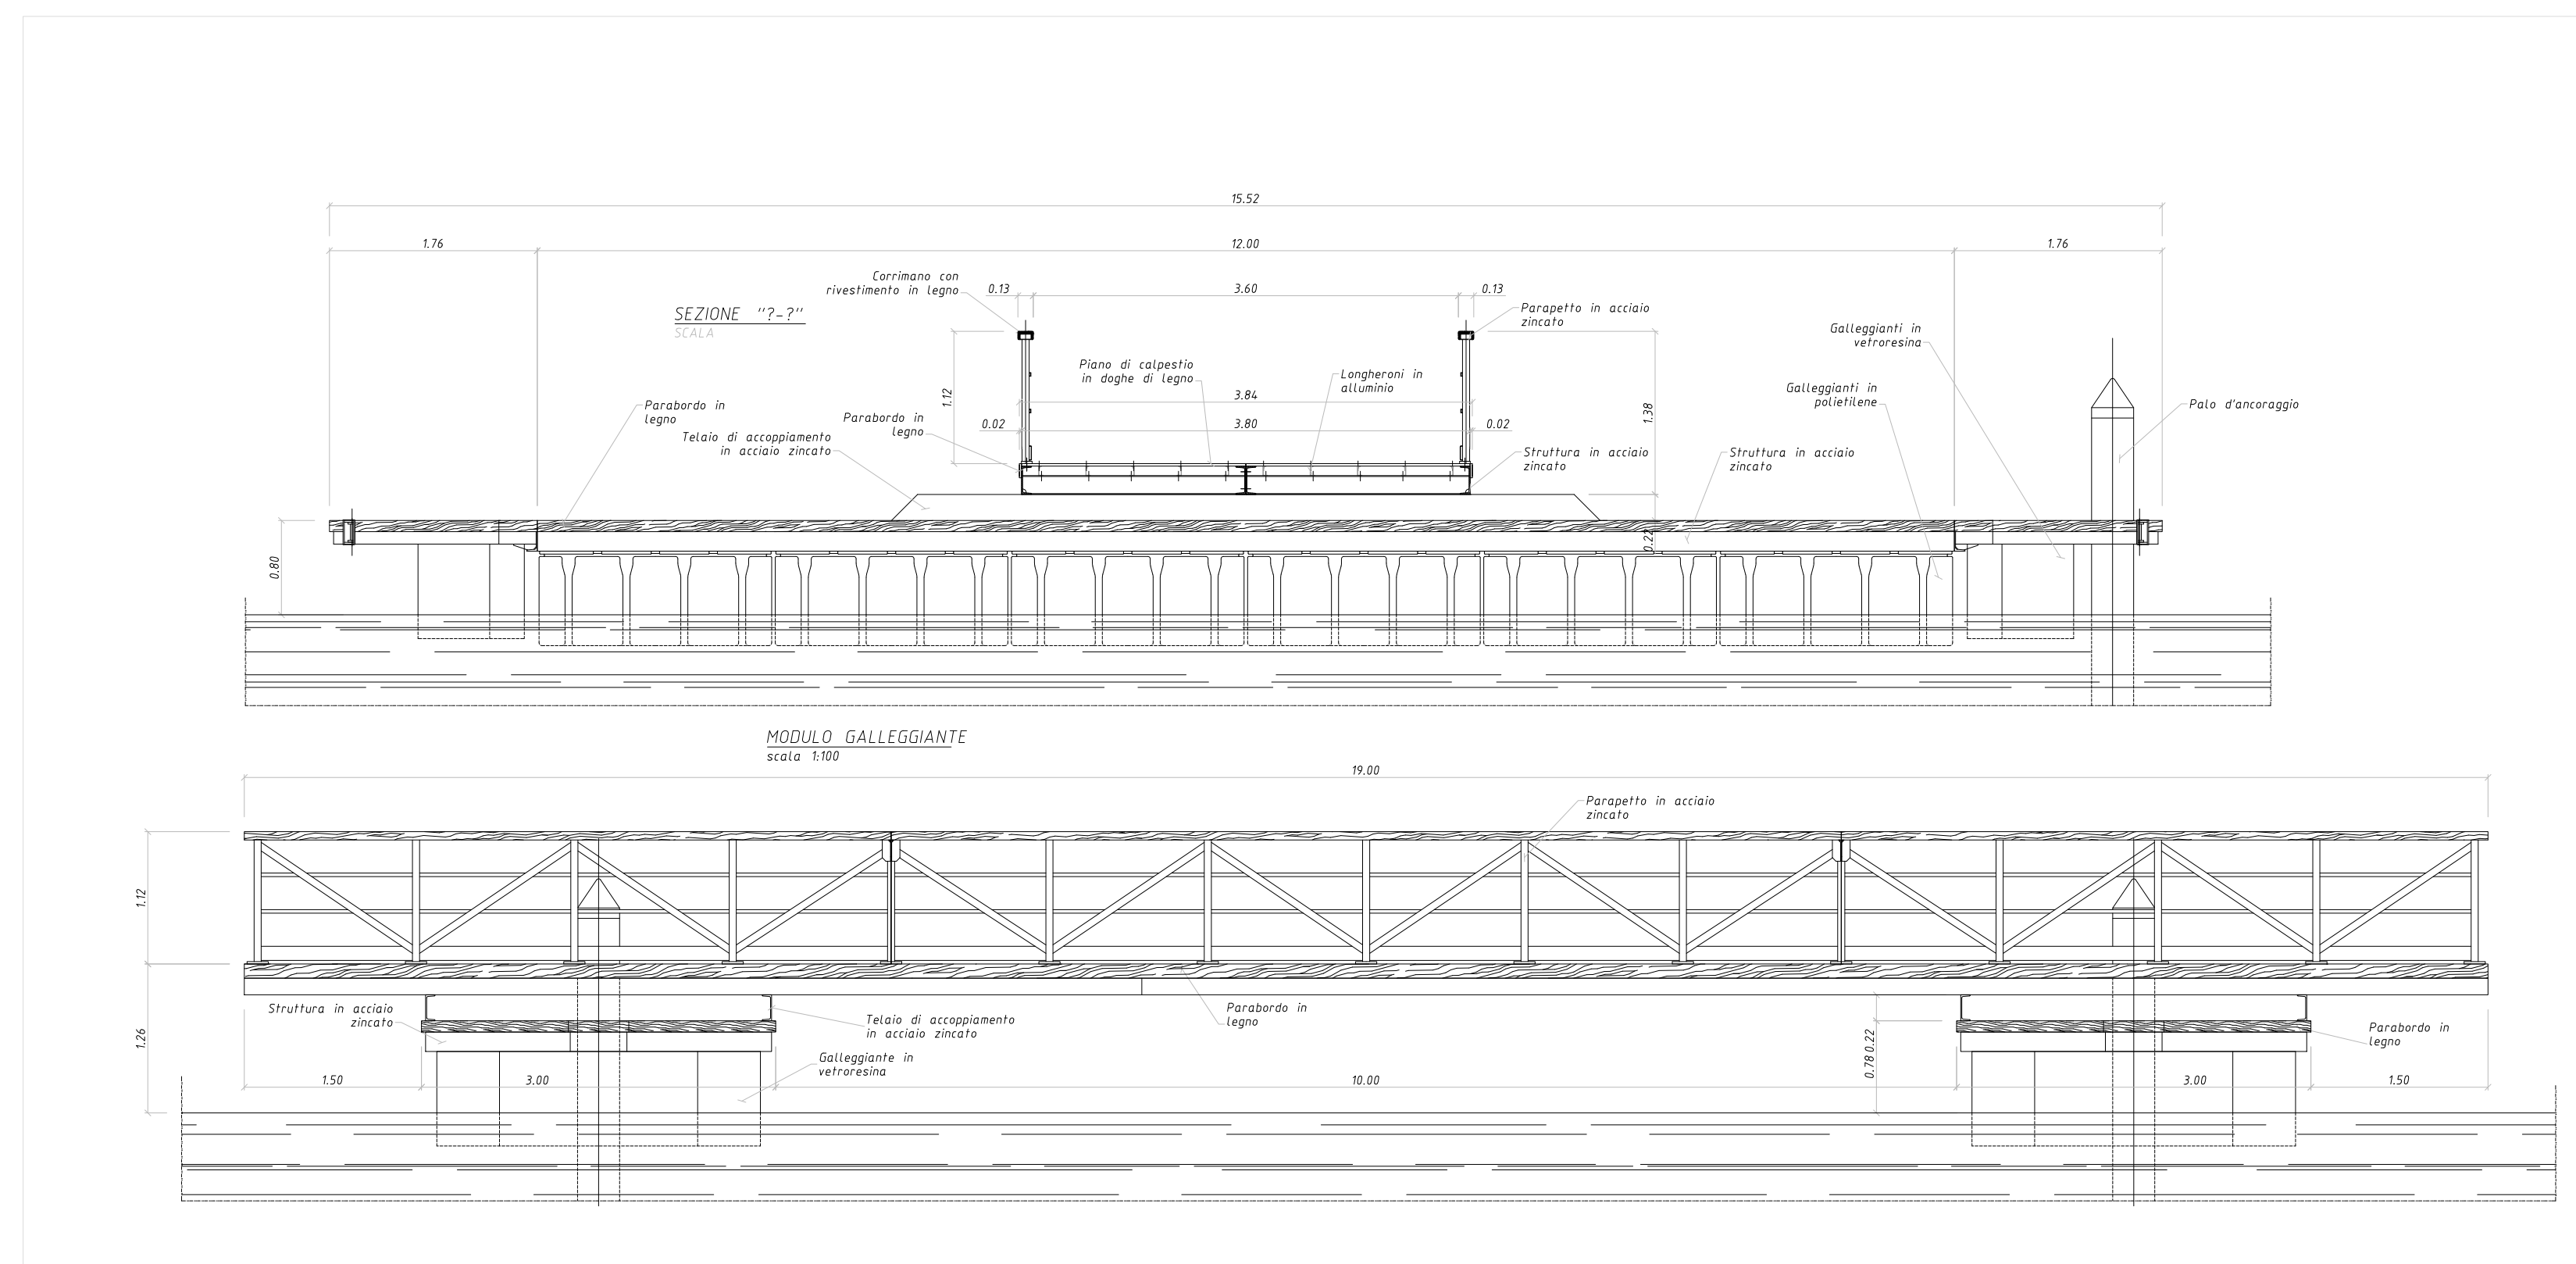 15.52
1.76
12.00
1.76
Corrimano con
rivestimento in legno
0.13
3.60
0.13
SEZIONE "?-?"
SCALA
Parapetto in acciaio
zincato
Galleggianti in
vetroresina
Piano di calpestio
in doghe di legno
Longheroni in
alluminio
Galleggianti in
polietilene
1.12
3.84
1.38
Parabordo in
legno
Parabordo in
legno
0.02
3.80
0.02
Palo d'ancoraggio
Telaio di accoppiamento
in acciaio zincato
Struttura in acciaio
zincato
Struttura in acciaio
zincato
0.22
0.80
MODULO GALLEGGIANTE
scala 1:100
19.00
Parapetto in acciaio
zincato
1.12
1.26
Struttura in acciaio
zincato
Telaio di accoppiamento
in acciaio zincato
Parabordo in
legno
Parabordo in
legno
Galleggiante in
vetroresina
0.22
0.78
1.50
3.00
10.00
3.00
1.50